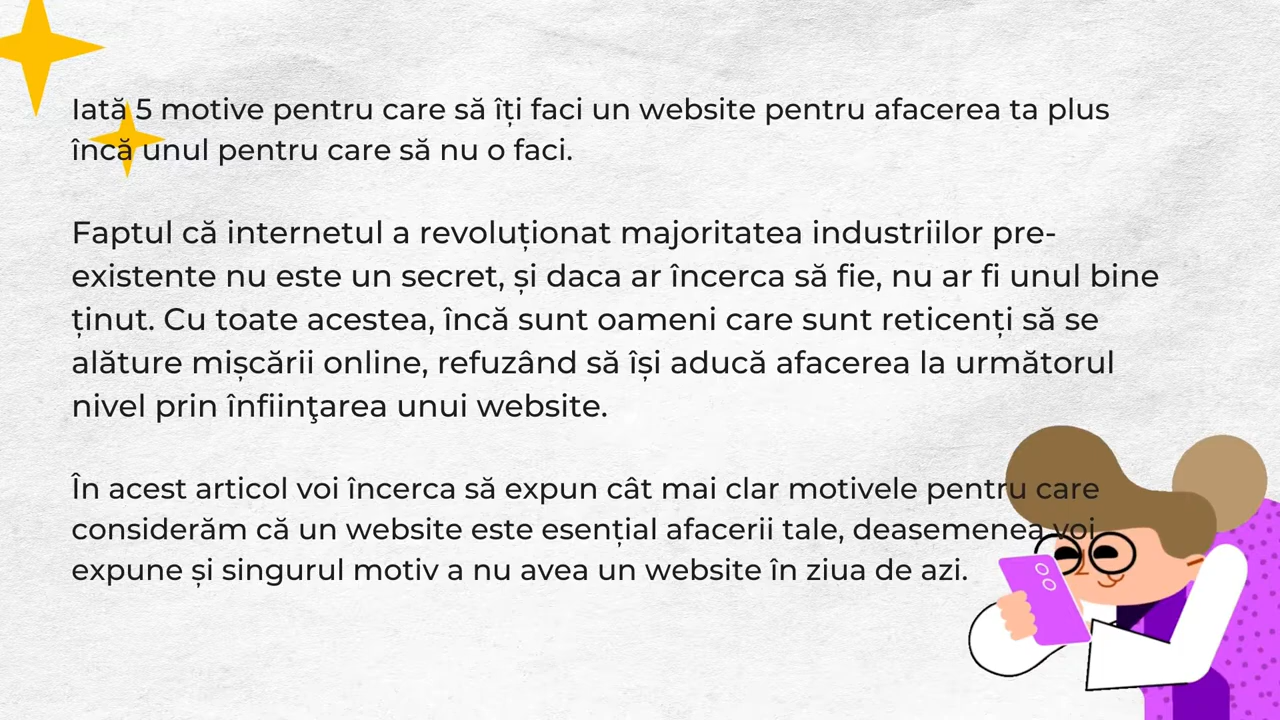 Iată 5 motive pentru care să îți faci un website pentru afacerea ta plus
încă unul pentru care să nu o faci.
Faptul că internetul a revoluționat majoritatea industriilor pre-
existente nu este un secret, și daca ar încerca să fie, nu ar fi unul bine
ținut. Cu toate acestea, încă sunt oameni care sunt reticenți să se
alăture mișcării online, refuzând să își aducă afacerea la următorul
nivel prin înfiinţarea unui website.
În acest articol voi încerca să expun cât mai clar motivele pentru care
considerăm că un website este esențial afacerii tale, deasemenea voi
expune și singurul motiv a nu avea un website în ziua de azi.